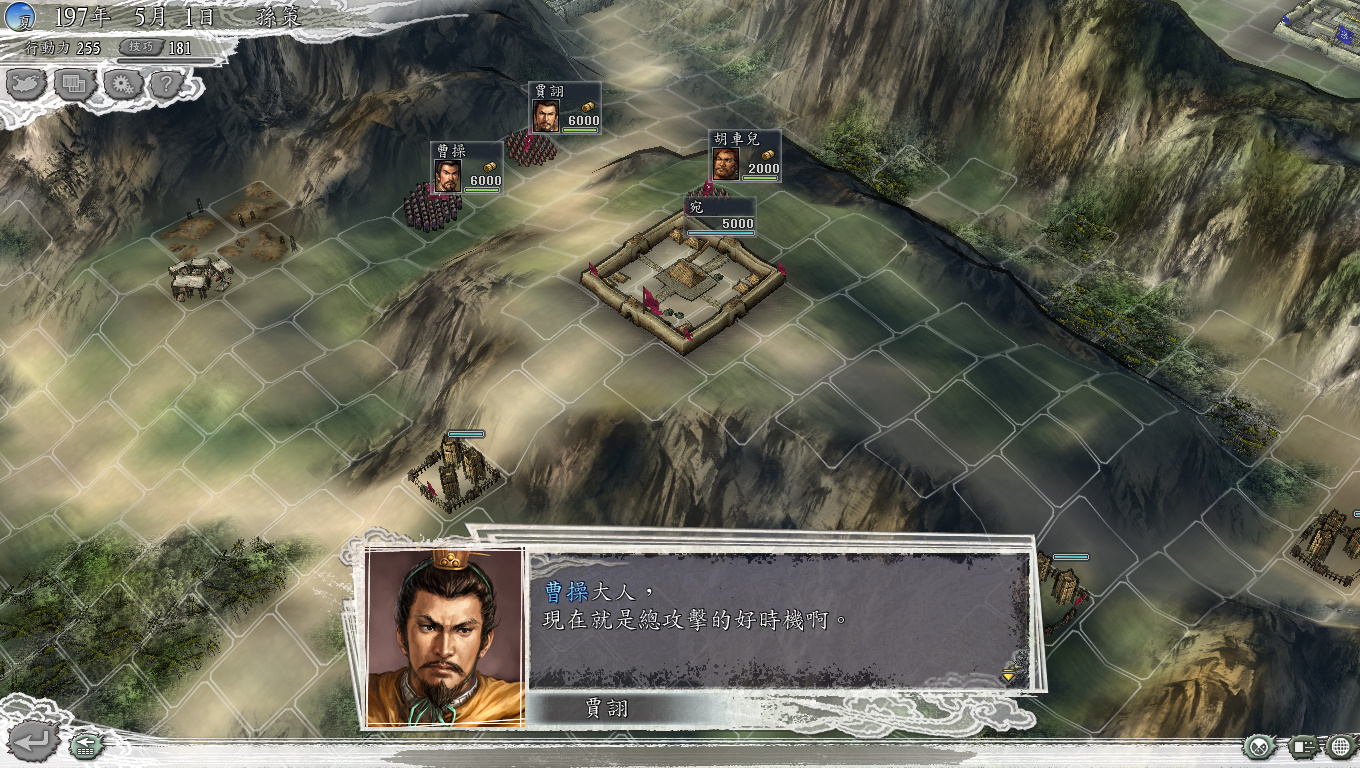 夏 197年 5月 1日 孫策
行動力 255 技巧 181
?
賈詡
6000
曹操
6000
胡車兒
2000
宛
5000
曹操大人，
現在就是總攻擊的好時機啊。
賈詡